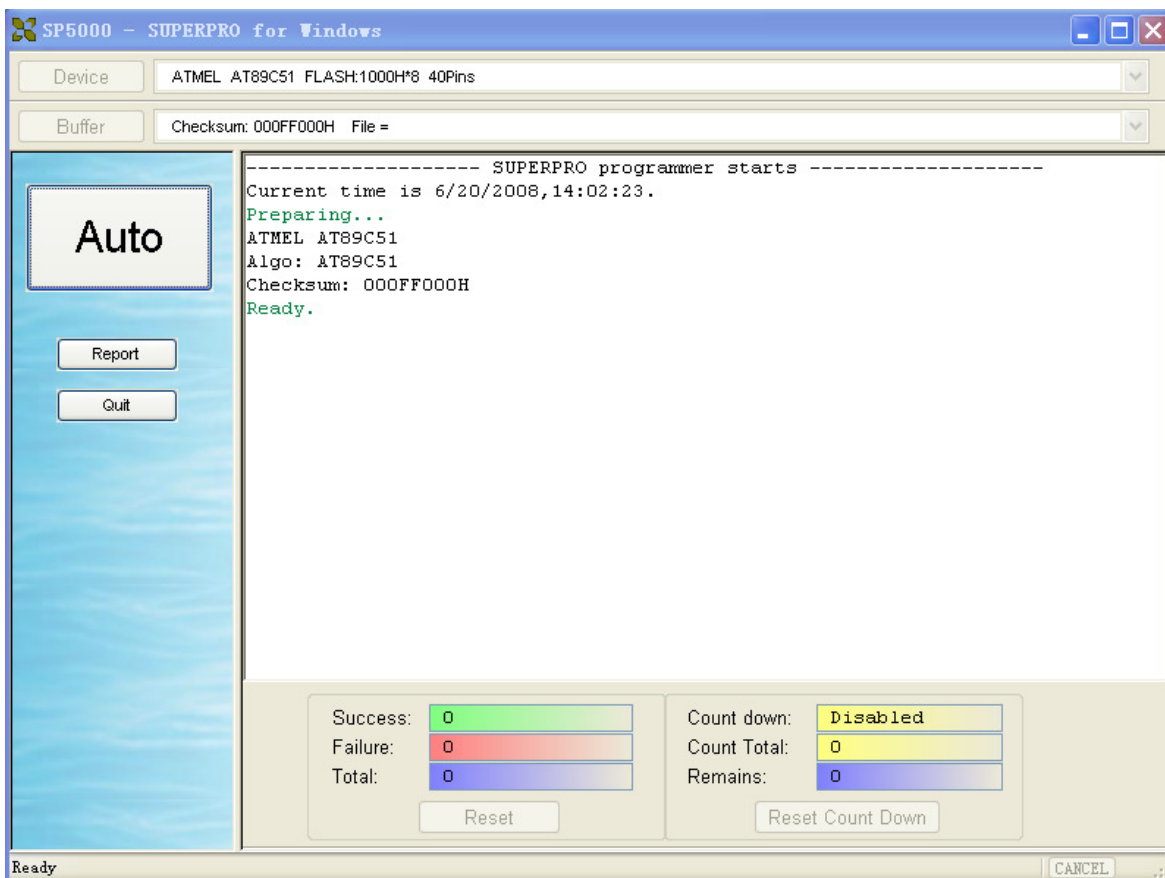 SP5000 - SUPERPRO for Windows
Device
ATMEL AT89C51 FLASH:1000H*8 40Pins
Buffer
Checksum: 000FF000H File =
Auto
Report
Quit
-------------------- SUPERPRO programmer starts --------------------
Current time is 6/20/2008,14:02:23.
Preparing...
ATMEL AT89C51
Algo: AT89C51
Checksum: 000FF000H
Ready.
Success: 0
Failure: 0
Total: 0
Reset
Count down: Disabled
Count Total: 0
Remains: 0
Reset Count Down
Ready
CANCEL